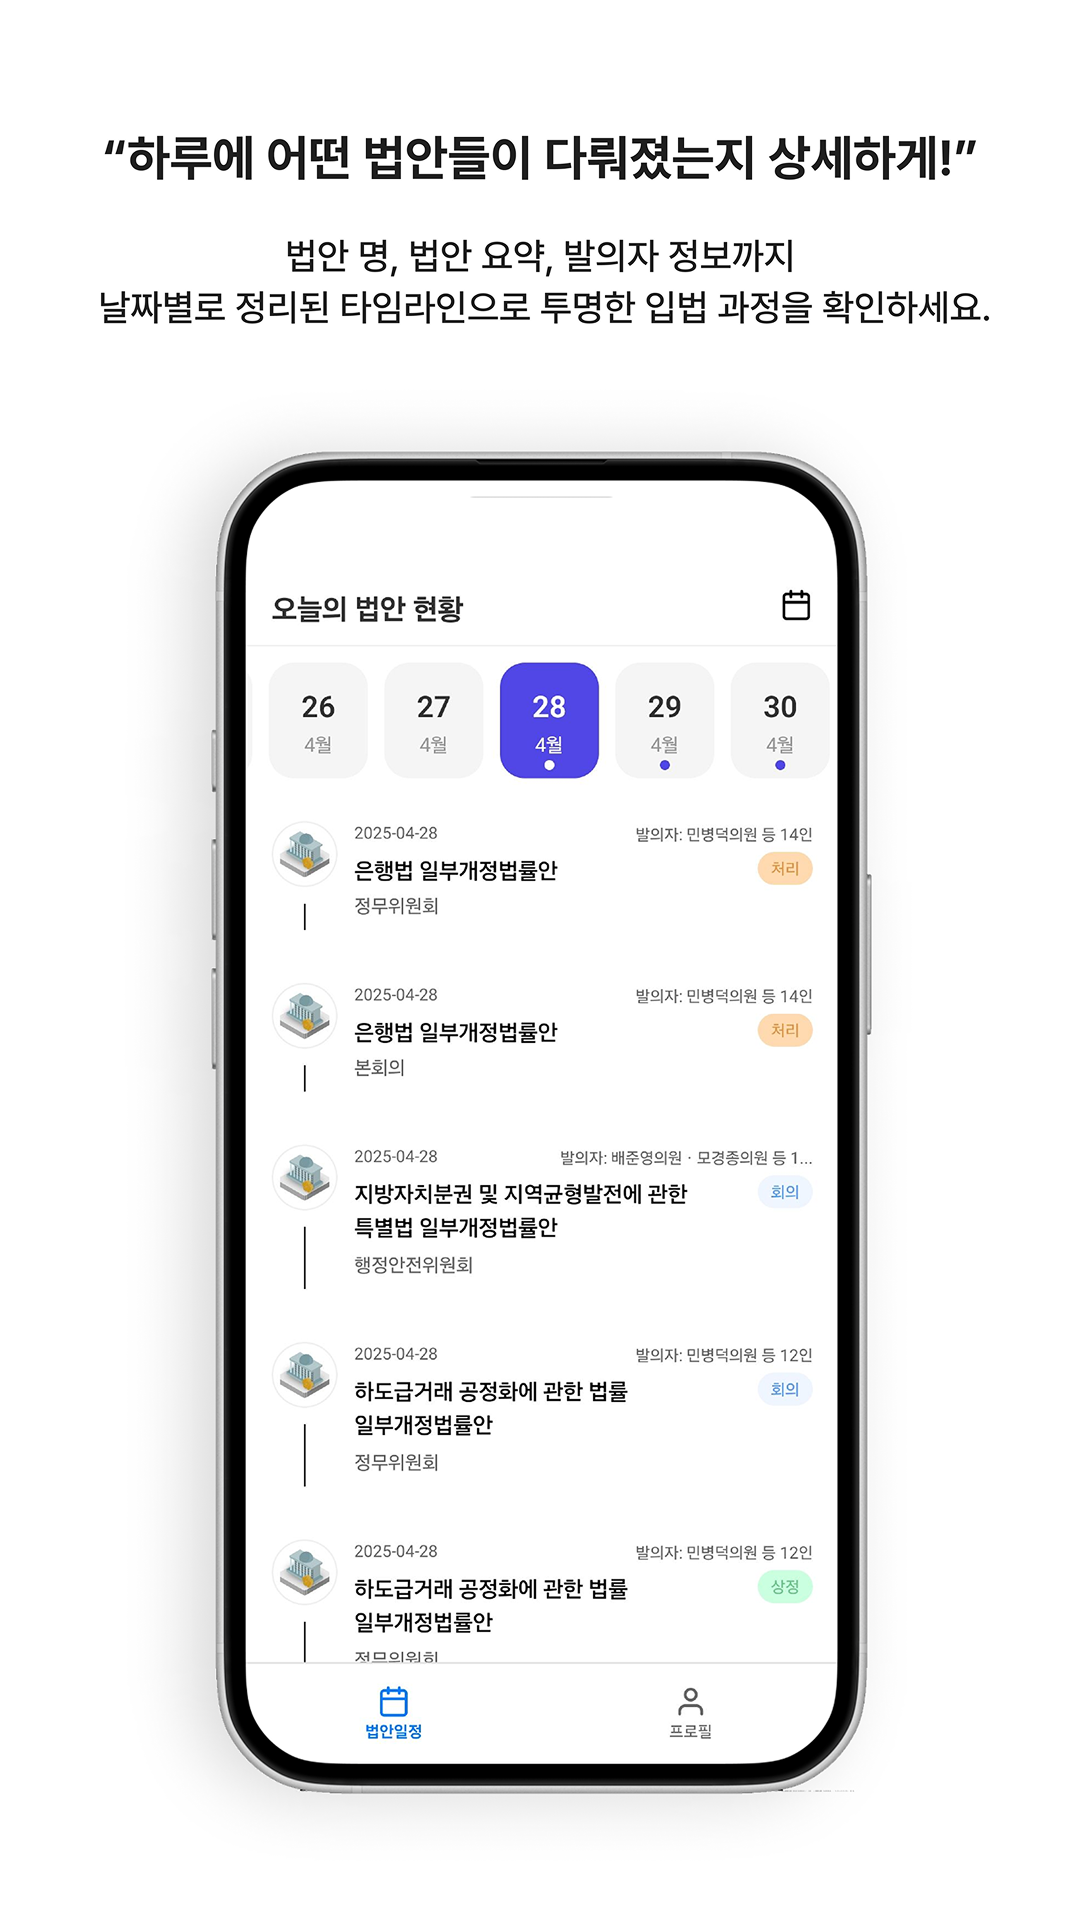 “하루에 어떤 법안들이 다뤄졌는지 상세하게!”
법안 명, 법안 요약, 발의자 정보까지
날짜별로 정리된 타임라인으로 투명한 입법 과정을 확인하세요.
오늘의 법안 현황
26
4월
27
4월
28
4월
29
4월
30
4월
2025-04-28
발의자: 민병덕의원 등 14인
은행법 일부개정법률안
처리
정무위원회
2025-04-28
발의자: 민병덕의원 등 14인
은행법 일부개정법률안
처리
본회의
2025-04-28
발의자: 배준영의원 · 모경종의원 등 1...
지방자치분권 및 지역균형발전에 관한
특별법 일부개정법률안
회의
행정안전위원회
2025-04-28
발의자: 민병덕의원 등 12인
하도급거래 공정화에 관한 법률
일부개정법률안
회의
정무위원회
2025-04-28
발의자: 민병덕의원 등 12인
하도급거래 공정화에 관한 법률
일부개정법률안
상정
정무위원회
법안일정
프로필